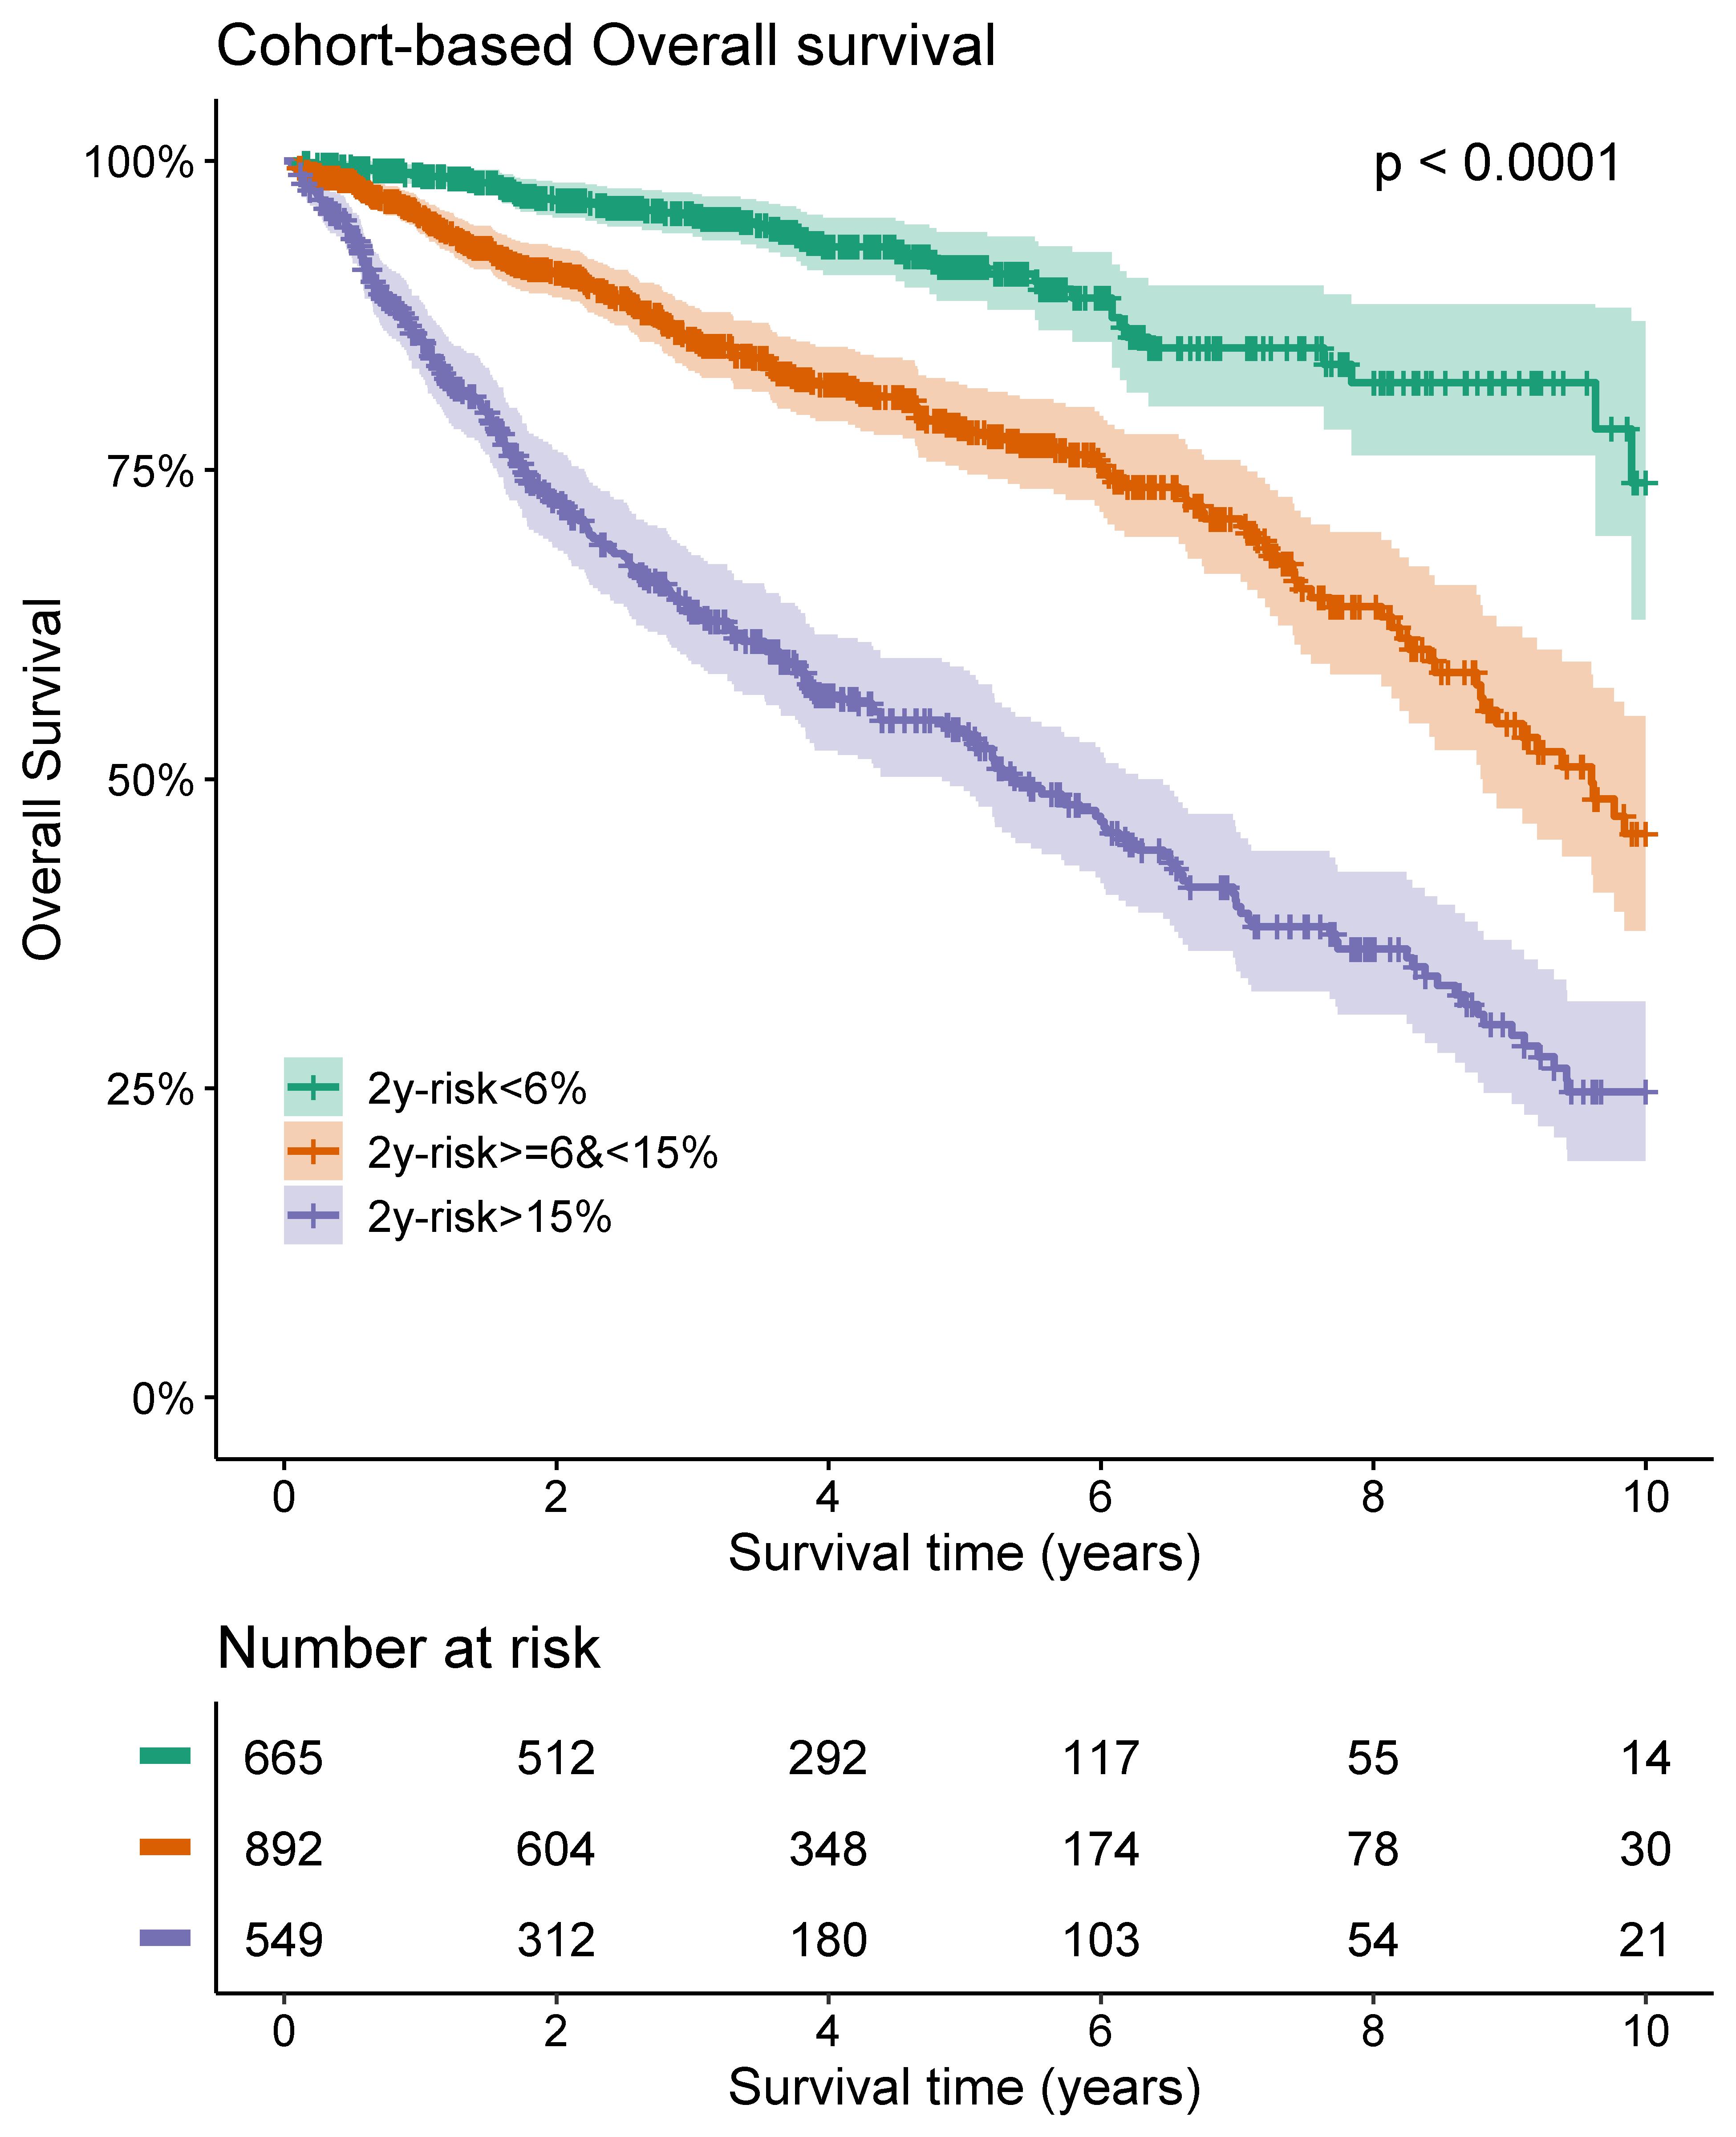 Cohort-based Overall survival
p < 0.0001
100%
75%
50%
25%
0%
Overall Survival
2y-risk<6%
2y-risk>=6&<15%
2y-risk>15%
0 2 4 6 8 10
Survival time (years)
Number at risk
665 512 292 117 55 14
892 604 348 174 78 30
549 312 180 103 54 21
0 2 4 6 8 10
Survival time (years)